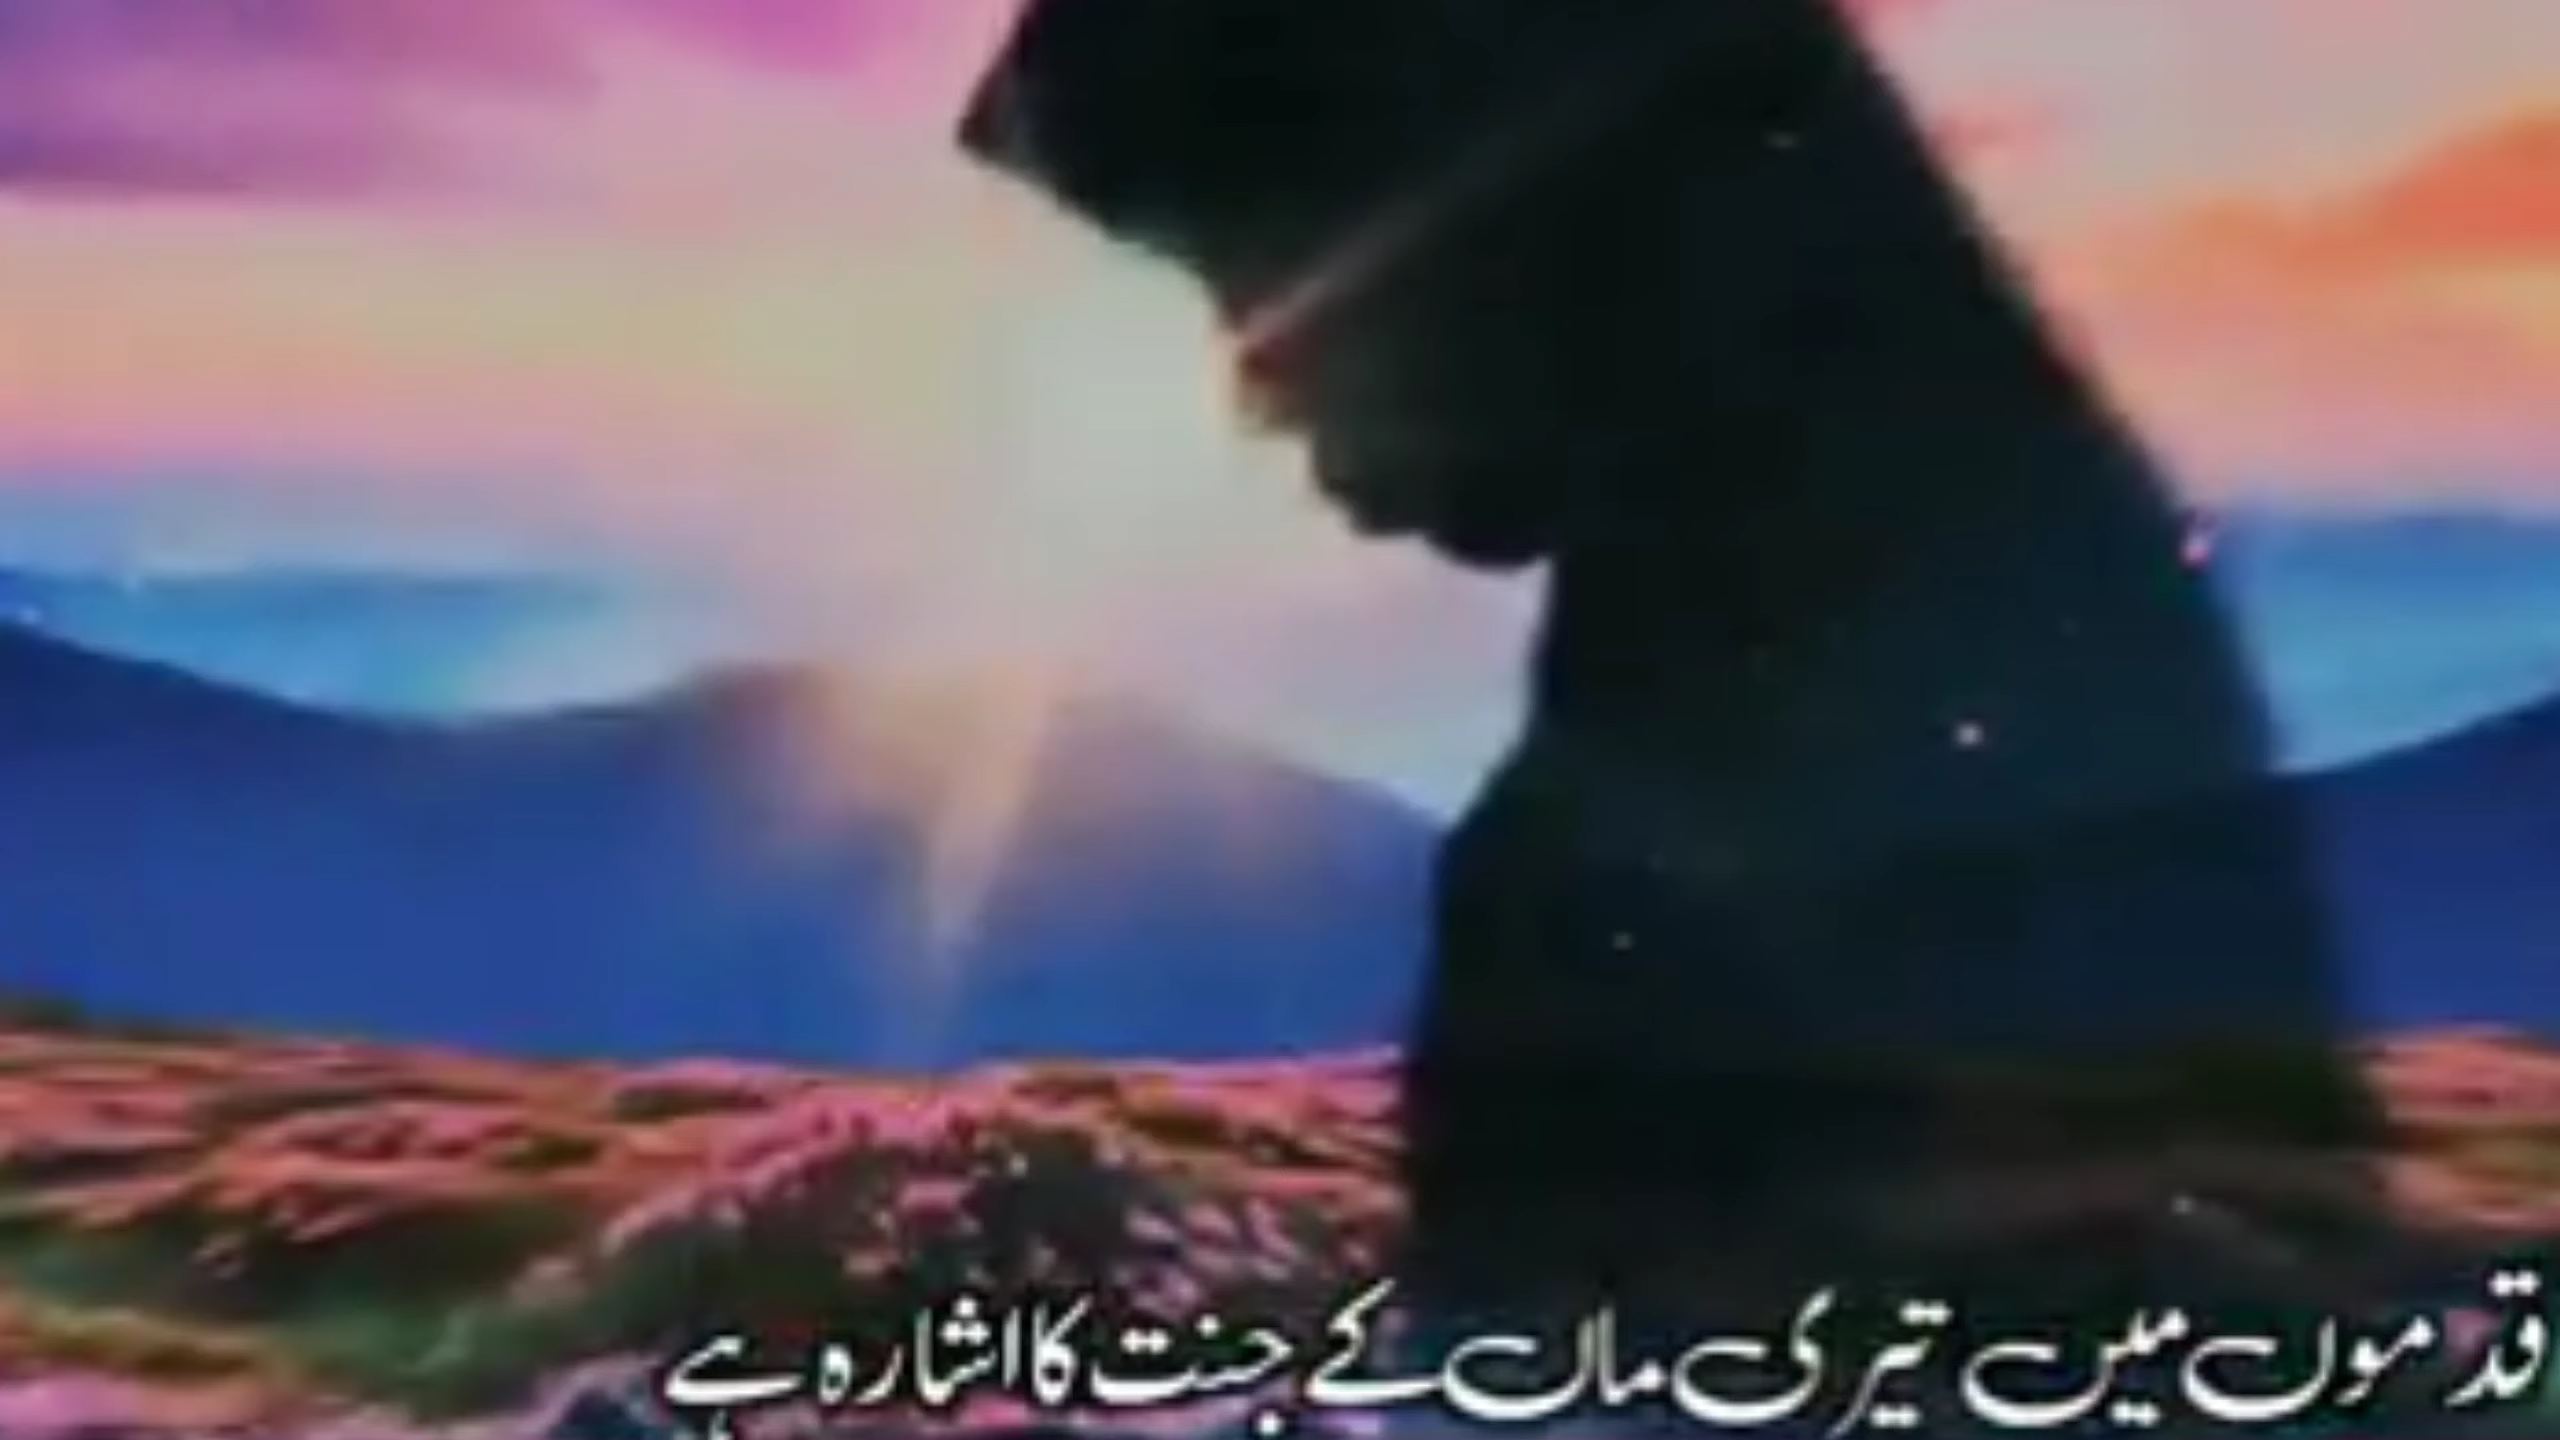 قدموں میں تیری ماں کے جنت کا اشارہ ہے